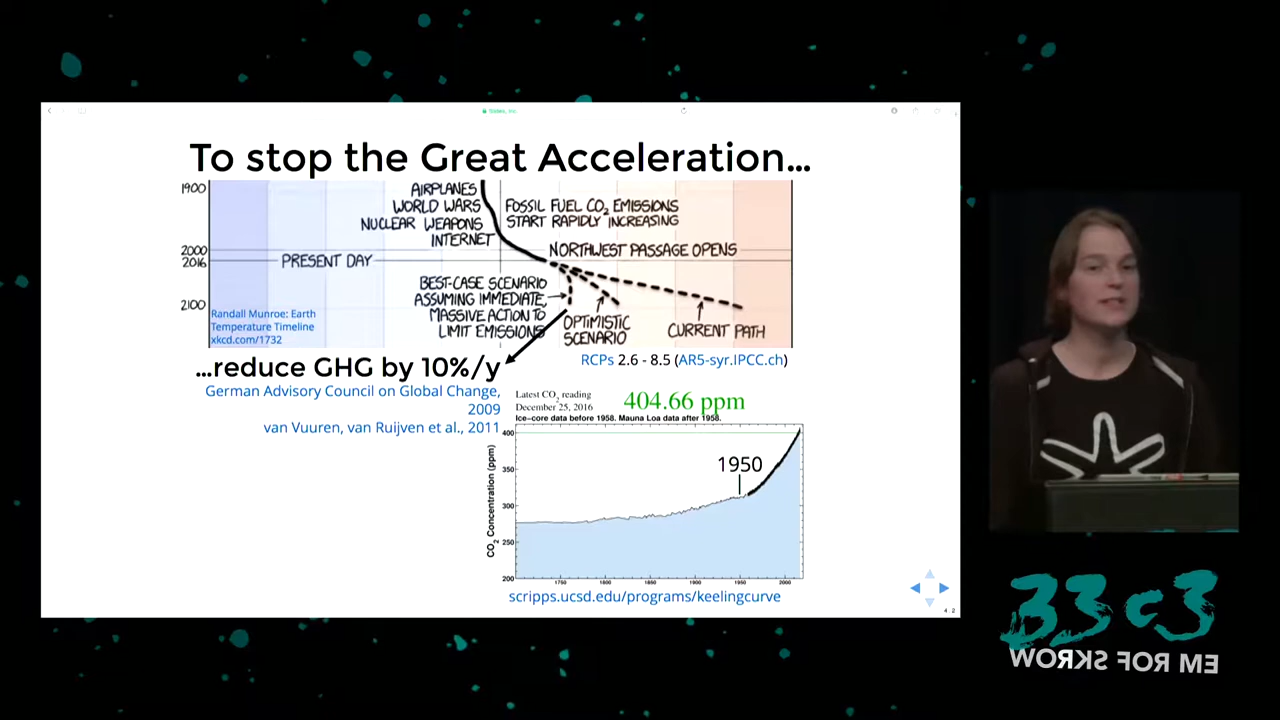 To stop the Great Acceleration...
1900
AIRPLANES
WORLD WARS
NUCLEAR WEAPONS
INTERNET
FOSSIL FUEL CO₂ EMISSIONS
START RAPIDLY INCREASING
2000
NORTHWEST PASSAGE OPENS
2016
PRESENT DAY
2100
BEST-CASE SCENARIO
ASSUMING IMMEDIATE,
MASSIVE ACTION TO
LIMIT EMISSIONS
OPTIMISTIC
SCENARIO
CURRENT PATH
Randall Munroe: Earth
Temperature Timeline
xkcd.com/1732
...reduce GHG by 10%/y
RCPs 2.6 - 8.5 (AR5-syr.IPCC.ch)
German Advisory Council on Global Change,
2009
van Vuuren, van Ruijven et al., 2011
Latest CO₂ reading
December 25, 2016
404.66 ppm
Ice-core data before 1958. Mauna Loa data after 1958.
CO₂ Concentration (ppm)
400
350
300
250
200
1950
1750
1800
1850
1900
1950
2000
scripps.ucsd.edu/programs/keelingcurve
4.2
33c3
WORKS FOR ME